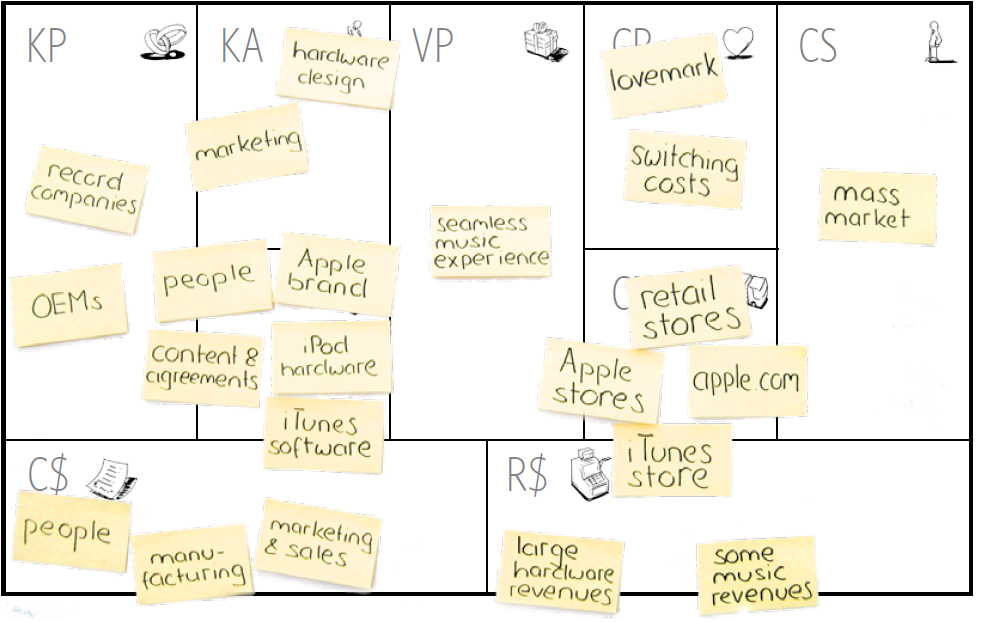 KP
record
companies
OEMs
KA
hardware
design
marketing
people
Apple
brand
content &
agreements
iPod
hardware
iTunes
software
VP
seamless
music
experience
lovemark
switching
costs
retail
stores
Apple
stores
apple.com
iTunes
store
CS
mass
market
C$
people
manu-
facturing
marketing
& sales
R$
large
hardware
revenues
some
music
revenues